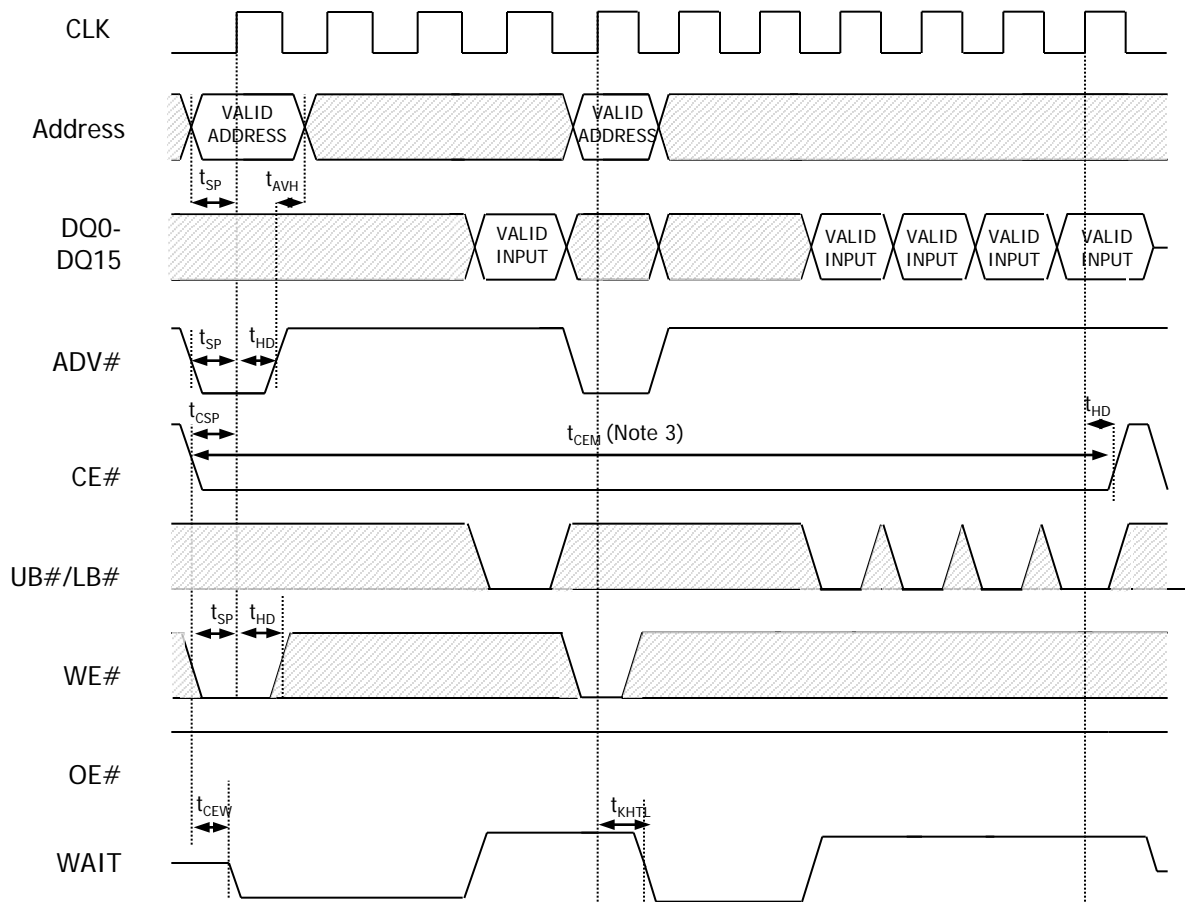 CLK
Address
VALID
ADDRESS
VALID
ADDRESS
tSP
tAVH
DQ0-
DQ15
VALID
INPUT
VALID
INPUT
VALID
INPUT
VALID
INPUT
VALID
INPUT
ADV#
tSP
tHD
CE#
tCSP
tCEM (Note 3)
tHD
UB#/LB#
WE#
tSP
tHD
OE#
tCEW
tKHTL
WAIT